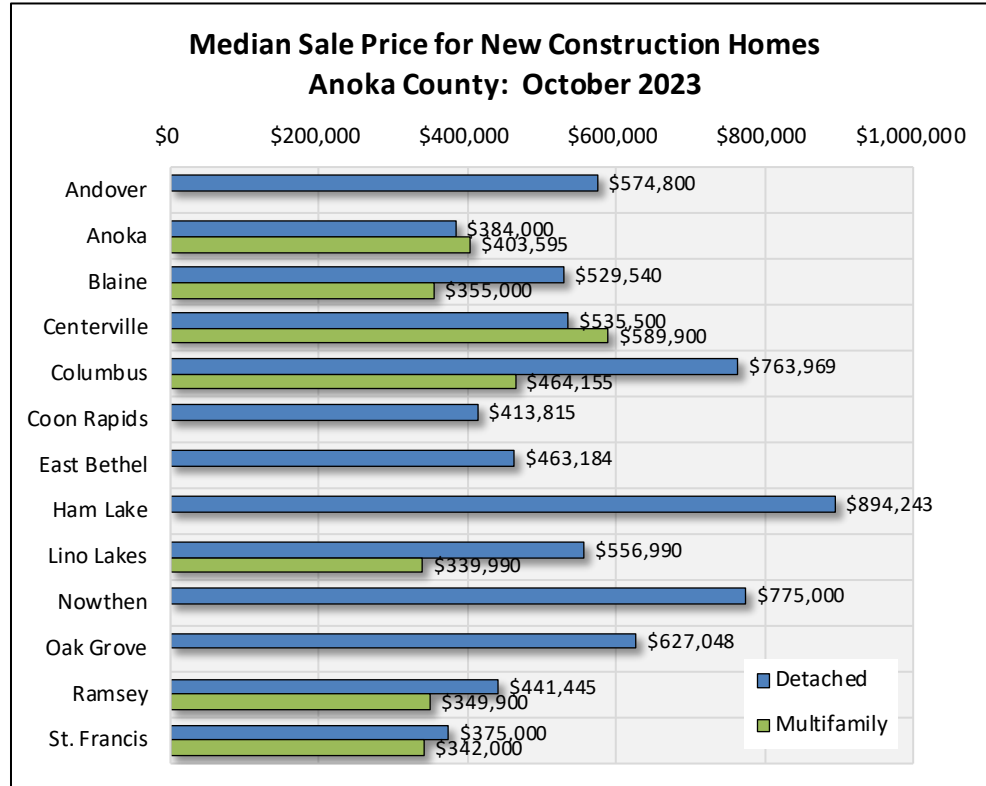 Median Sale Price for New Construction Homes
Anoka County: October 2023
$0 $200,000 $400,000 $600,000 $800,000 $1,000,000
Andover $574,800
Anoka $384,000
$403,595
Blaine $529,540
$355,000
Centerville $535,500
$589,900
Columbus $763,969
$464,155
Coon Rapids $413,815
East Bethel $463,184
Ham Lake $894,243
Lino Lakes $556,990
$339,990
Nowthen $775,000
Oak Grove $627,048
Ramsey $441,445
$349,900
St. Francis $375,000
$342,000
Detached
Multifamily